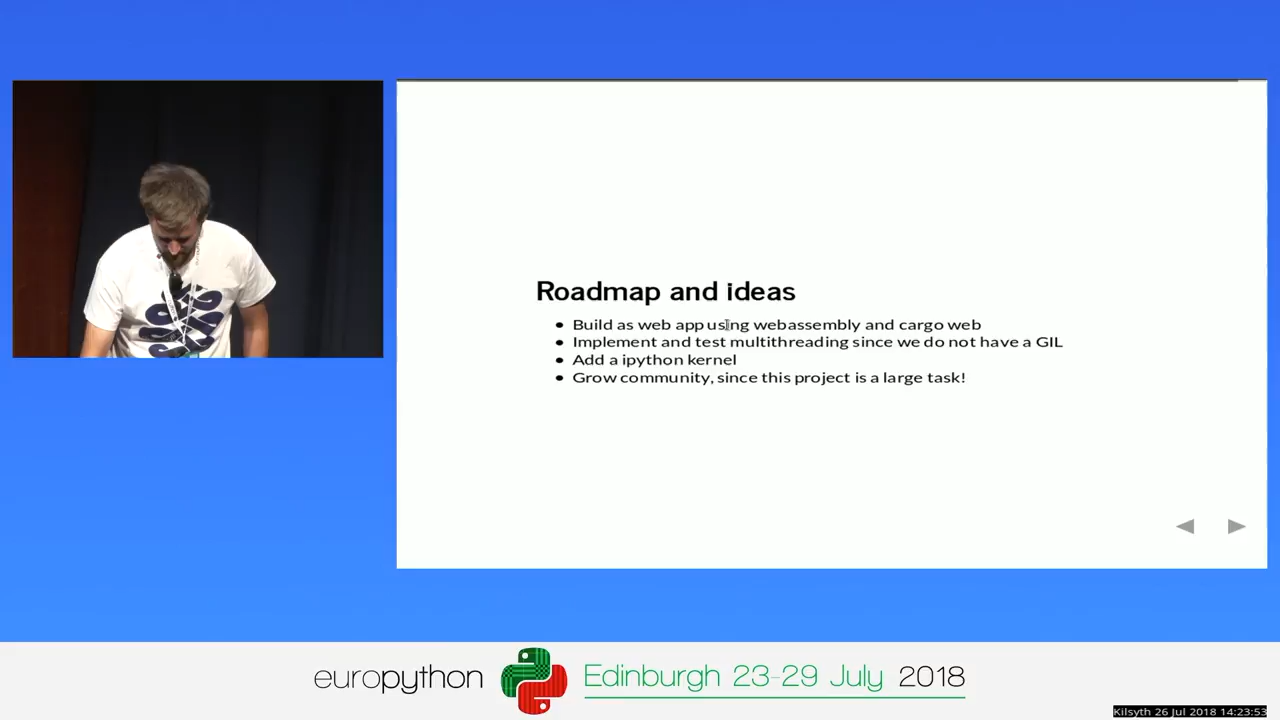 Roadmap and ideas
• Build as web app using webassembly and cargo web
• Implement and test multithreading since we do not have a GIL
• Add a ipython kernel
• Grow community, since this project is a large task!
europython Edinburgh 23-29 July 2018
Kilsyth 26 Jul 2018 14:23:53